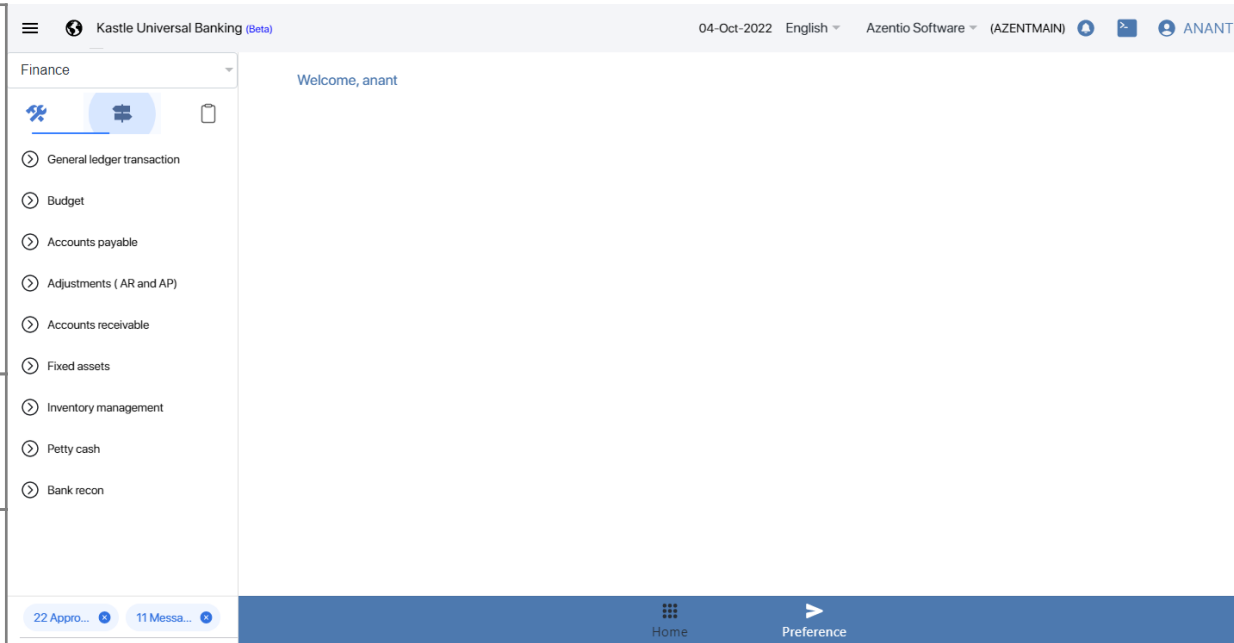 Kastle Universal Banking (Beta)
04-Oct-2022 English Azentio Software (AZENTMAIN) ANANT
Finance
Welcome, anant
General ledger transaction
Budget
Accounts payable
Adjustments ( AR and AP)
Accounts receivable
Fixed assets
Inventory management
Petty cash
Bank recon
22 Appro... 11 Messa...
Home
Preference